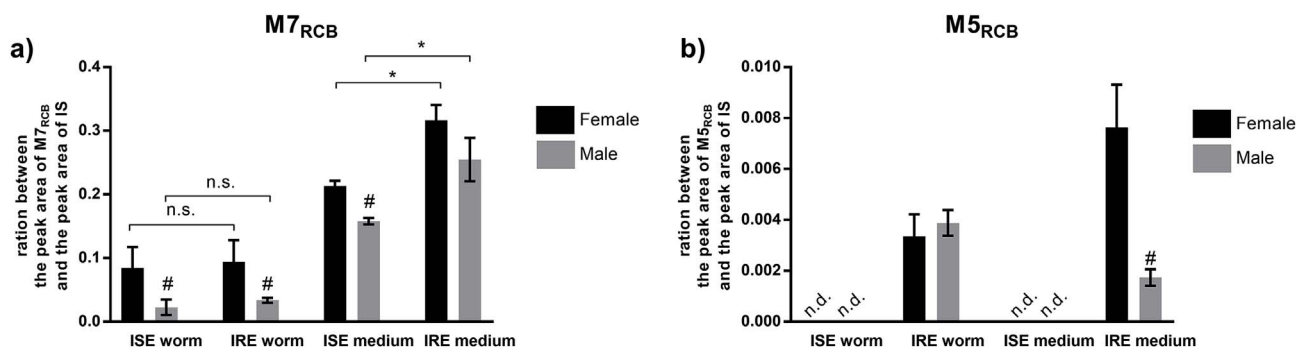 M7RCB
a)
ration between
the peak area of M7RCB
and the peak area of IS
0.4
0.3
0.2
0.1
0.0
n.s.
n.s.
*
*
#
#
#
ISE worm IRE worm ISE medium IRE medium
Female
Male
M5RCB
b)
ration between
the peak area of M5RCB
and the peak area of IS
0.010
0.008
0.006
0.004
0.002
0.000
n.d. n.d. n.d. n.d.
#
ISE worm IRE worm ISE medium IRE medium
Female
Male